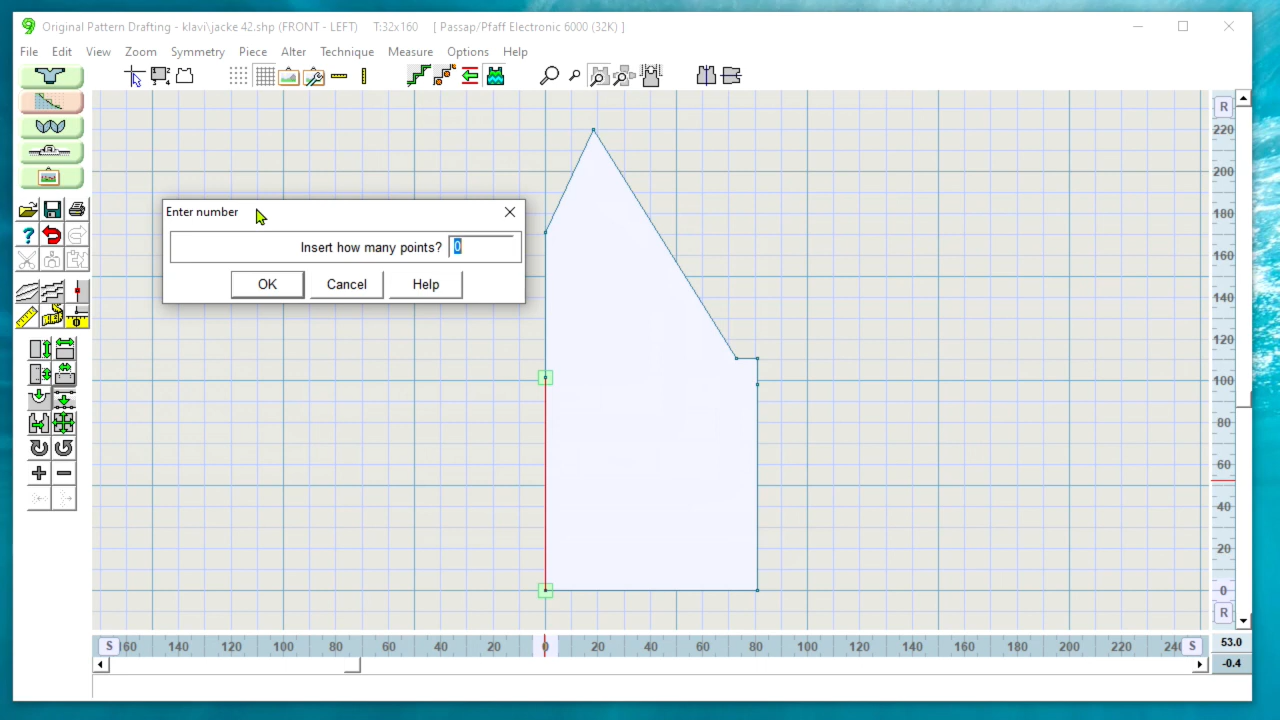 Original Pattern Drafting - klavi\jacke 42.shp (FRONT - LEFT) T:32x160 [ Passap/Pfaff Electronic 6000 (32K) ]
File Edit View Zoom Symmetry Piece Alter Technique Measure Options Help
R
220
200
180
160
140
120
100
80
60
40
20
0
R
Enter number
Insert how many points? 0
OK Cancel Help
S 160 140 120 100 80 60 40 20 0 20 40 60 80 100 120 140 160 180 200 220 240 S
53.0
-0.4